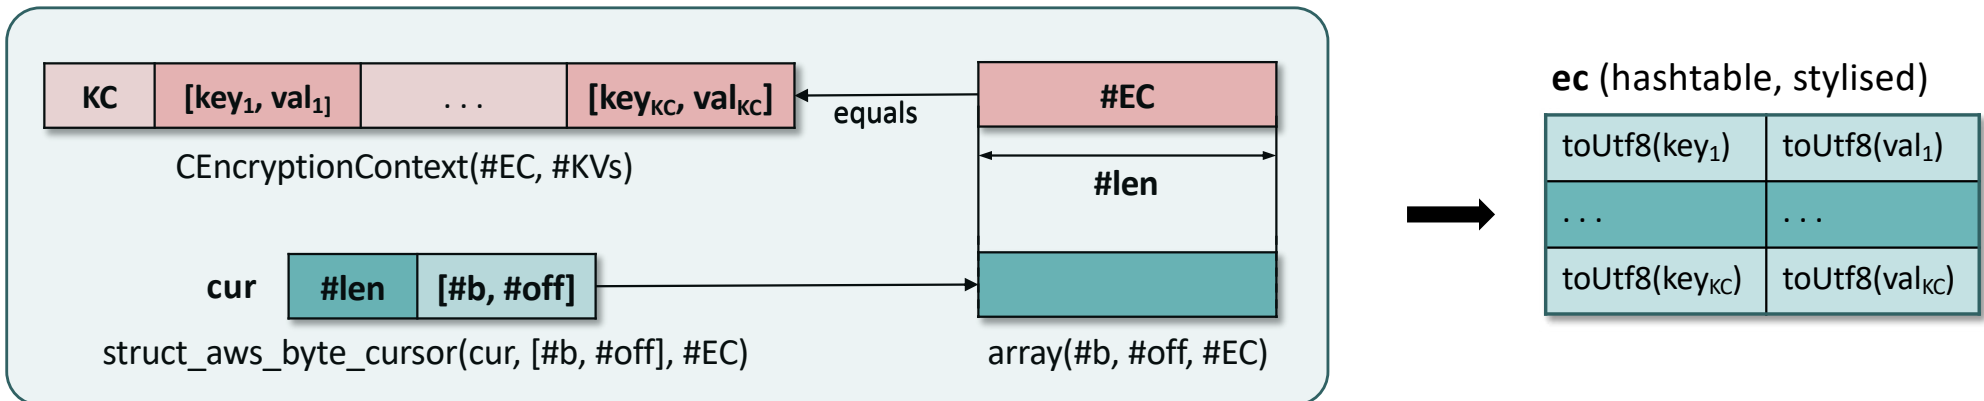 KC [key1, val1] . . . [keyKC, valKC]
equals
#EC
CEncryptionContext(#EC, #KVs)
#len
cur #len [#b, #off]
struct_aws_byte_cursor(cur, [#b, #off], #EC)
array(#b, #off, #EC)
ec (hashtable, stylised)
toUtf8(key1) toUtf8(val1)
. . . . . .
toUtf8(keyKC) toUtf8(valKC)